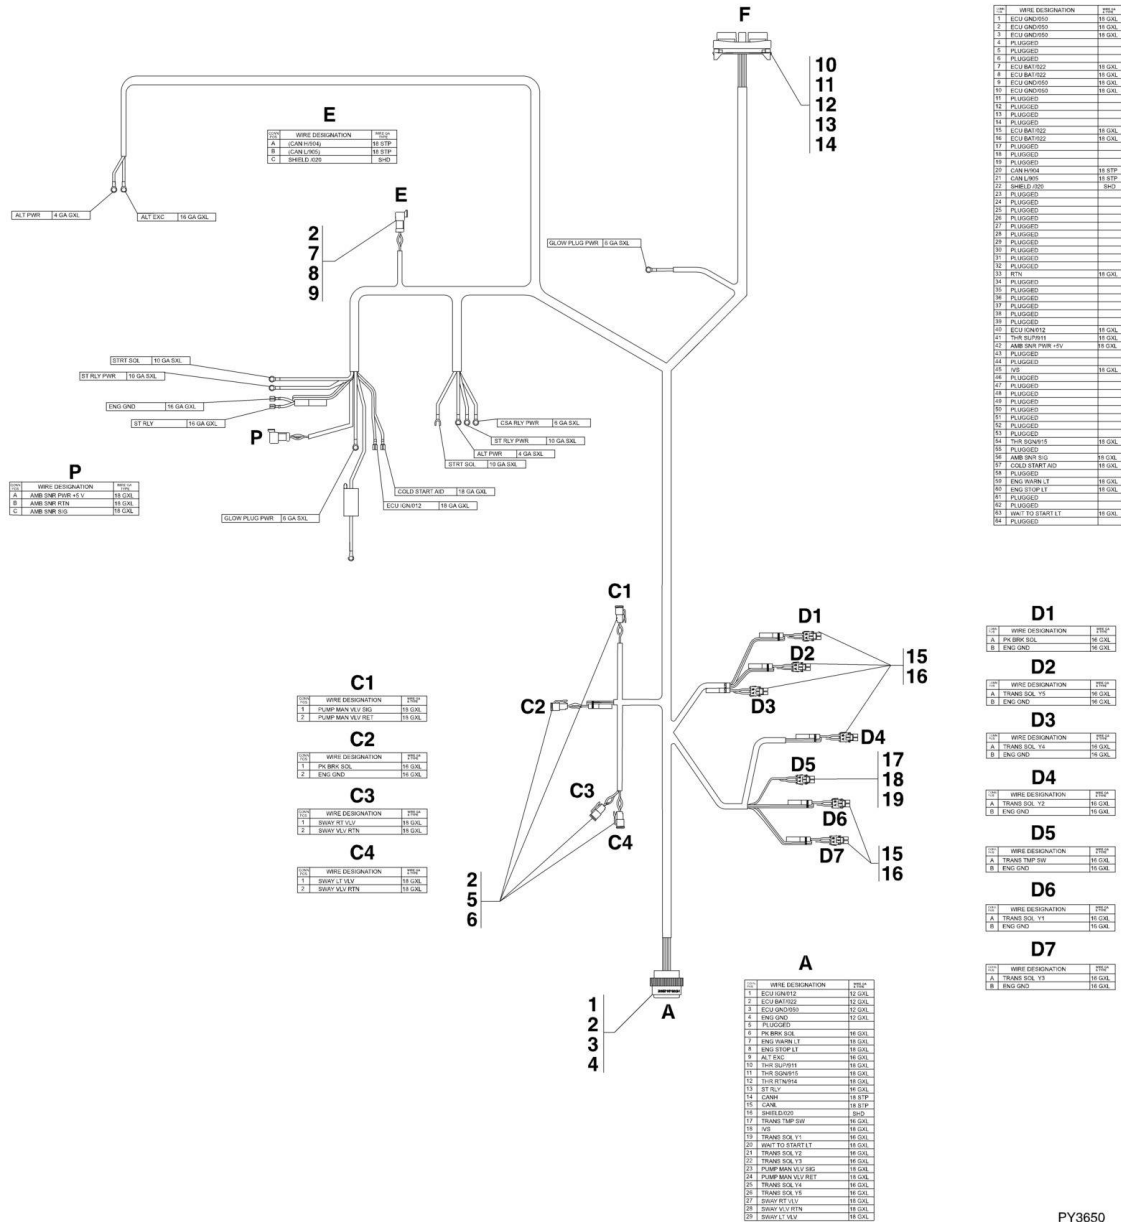 F
10
11
12
13
14
E
WIRE DESIGNATION
A (CAN H/904) 18 STP
B (CAN L/905) 18 STP
C SHIELD /020 SHD
ALT PWR 4 GA GXL
ALT EXC 16 GA GXL
E
2
7
8
9
GLOW PLUG PWR 6 GA SXL
STRT SOL 10 GA SXL
ST RLY PWR 16 GA SXL
ENG GND 16 GA GXL
ST RLY 16 GA GXL
P
CSA RLY PWR 6 GA SXL
ST RLY PWR 10 GA SXL
ALT PWR 4 GA SXL
STRT SOL 10 GA SXL
COLD START AID 18 GA GXL
ECU IGN/012 18 GA GXL
GLOW PLUG PWR 6 GA SXL
P
WIRE DESIGNATION
A AMB SNR PWR +5 V 18 GXL
B AMB SNR RTN 18 GXL
C AMB SNR SIG 18 GXL
WIRE DESIGNATION
1 ECU GND/050 18 GXL
2 ECU GND/050 18 GXL
3 ECU GND/050 18 GXL
4 PLUGGED
5 PLUGGED
6 PLUGGED
7 ECU BAT/022 18 GXL
8 ECU BAT/022 18 GXL
9 ECU GND/050 18 GXL
10 ECU GND/050 18 GXL
11 PLUGGED
12 PLUGGED
13 PLUGGED
14 PLUGGED
15 ECU BAT/022 18 GXL
16 ECU BAT/022 18 GXL
17 PLUGGED
18 PLUGGED
19 PLUGGED
20 CAN H/904 18 STP
21 CAN L/905 18 STP
22 SHIELD /020 SHD
23 PLUGGED
24 PLUGGED
25 PLUGGED
26 PLUGGED
27 PLUGGED
28 PLUGGED
29 PLUGGED
30 PLUGGED
31 PLUGGED
32 PLUGGED
33 RTN 18 GXL
34 PLUGGED
35 PLUGGED
36 PLUGGED
37 PLUGGED
38 PLUGGED
39 PLUGGED
40 ECU IGN/012 18 GXL
41 THR SUP/911 18 GXL
42 AMB SNR PWR +5V 18 GXL
43 PLUGGED
44 PLUGGED
45 IVS 18 GXL
46 PLUGGED
47 PLUGGED
48 PLUGGED
49 PLUGGED
50 PLUGGED
51 PLUGGED
52 PLUGGED
53 PLUGGED
54 THR SGN/915 18 GXL
55 PLUGGED
56 AMB SNR SIG 18 GXL
57 COLD START AID 18 GXL
58 PLUGGED
59 ENG WARN LT 18 GXL
60 ENG STOP LT 18 GXL
61 PLUGGED
62 PLUGGED
63 WAIT TO START LT 18 GXL
64 PLUGGED
C1
C2
C3
C4
D1
D2
D3
D4
D5
D6
D7
15
16
17
18
19
15
16
2
5
6
C1
WIRE DESIGNATION
1 PUMP MAN VLV SIG 18 GXL
2 PUMP MAN VLV RET 18 GXL
C2
WIRE DESIGNATION
1 PK BRK SOL 16 GXL
2 ENG GND 16 GXL
C3
WIRE DESIGNATION
1 SWAY RT VLV 18 GXL
2 SWAY VLV RTN 18 GXL
C4
WIRE DESIGNATION
1 SWAY LT VLV 18 GXL
2 SWAY VLV RTN 18 GXL
D1
WIRE DESIGNATION
A PK BRK SOL 16 GXL
B ENG GND 16 GXL
D2
WIRE DESIGNATION
A TRANS SOL Y5 16 GXL
B ENG GND 16 GXL
D3
WIRE DESIGNATION
A TRANS SOL Y4 16 GXL
B ENG GND 16 GXL
D4
WIRE DESIGNATION
A TRANS SOL Y2 16 GXL
B ENG GND 16 GXL
D5
WIRE DESIGNATION
A TRANS TMP SW 16 GXL
B ENG GND 16 GXL
D6
WIRE DESIGNATION
A TRANS SOL Y1 16 GXL
B ENG GND 16 GXL
D7
WIRE DESIGNATION
A TRANS SOL Y3 16 GXL
B ENG GND 16 GXL
A
1
2
3
4
A
WIRE DESIGNATION
1 ECU IGN/012 12 GXL
2 ECU BAT/022 12 GXL
3 ECU GND/050 12 GXL
4 ENG GND 12 GXL
5 PLUGGED
6 PK BRK SOL 16 GXL
7 ENG WARN LT 18 GXL
8 ENG STOP LT 18 GXL
9 ALT EXC 16 GXL
10 THR SUP/911 18 GXL
11 THR SGN/915 18 GXL
12 THR RTN/914 18 GXL
13 ST RLY 16 GXL
14 CANH 18 STP
15 CANL 18 STP
16 SHIELD/020 SHD
17 TRANS TMP SW 16 GXL
18 IVS 18 GXL
19 TRANS SOL Y1 16 GXL
20 WAIT TO START LT 18 GXL
21 TRANS SOL Y2 16 GXL
22 TRANS SOL Y3 16 GXL
23 PUMP MAN VLV SIG 18 GXL
24 PUMP MAN VLV RET 18 GXL
25 TRANS SOL Y4 16 GXL
26 TRANS SOL Y5 16 GXL
27 SWAY RT VLV 18 GXL
28 SWAY VLV RTN 18 GXL
29 SWAY LT VLV 18 GXL
PY3650